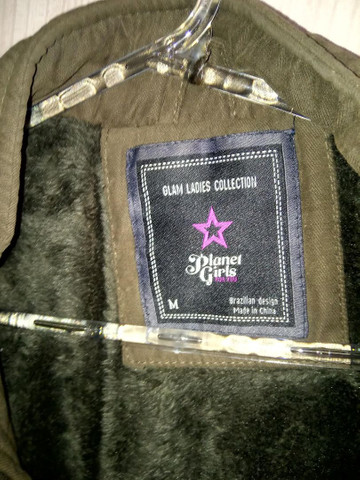 GLAM LADIES COLLECTION
Planet
Girls
M
Brazilian design
Made in China